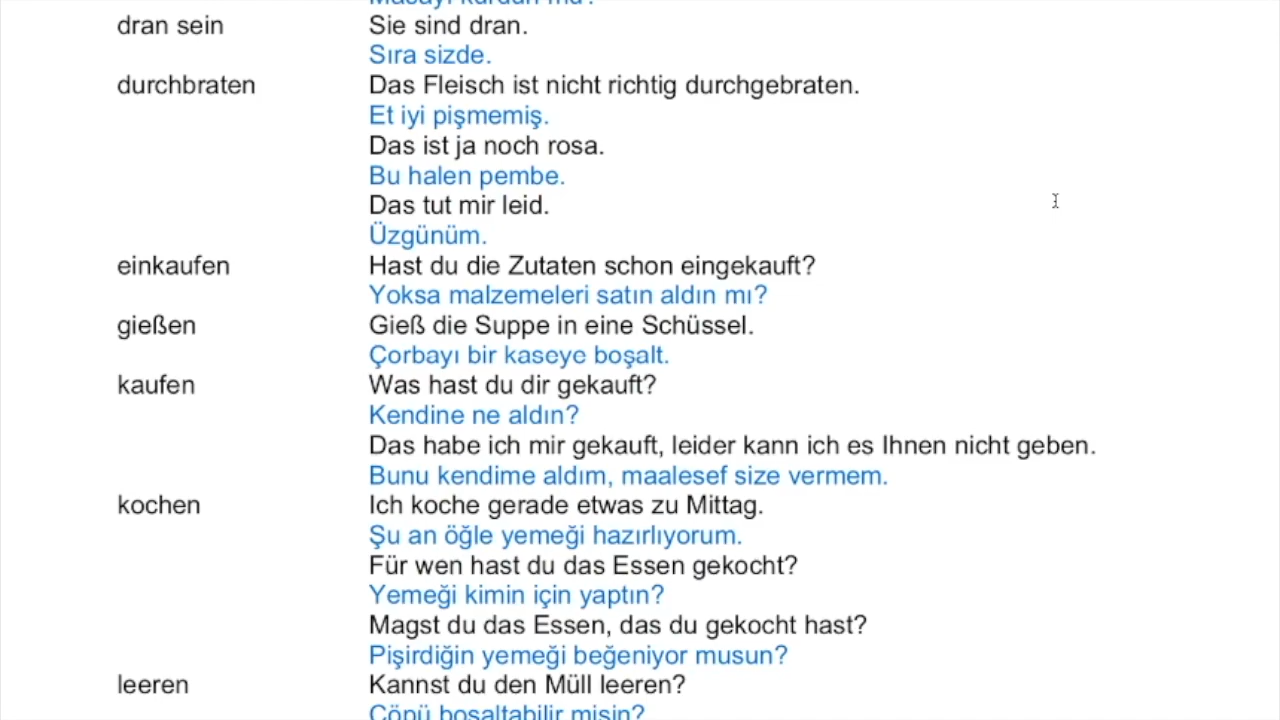 Masayı kurdun mu?
dran sein Sie sind dran.
Sıra sizde.
durchbraten Das Fleisch ist nicht richtig durchgebraten.
Et iyi pişmemiş.
Das ist ja noch rosa.
Bu halen pembe.
Das tut mir leid.
Üzgünüm.
einkaufen Hast du die Zutaten schon eingekauft?
Yoksa malzemeleri satın aldın mı?
gießen Gieß die Suppe in eine Schüssel.
Çorbayı bir kaseye boşalt.
kaufen Was hast du dir gekauft?
Kendine ne aldın?
Das habe ich mir gekauft, leider kann ich es Ihnen nicht geben.
Bunu kendime aldım, maalesef size vermem.
kochen Ich koche gerade etwas zu Mittag.
Şu an öğle yemeği hazırlıyorum.
Für wen hast du das Essen gekocht?
Yemeği kimin için yaptın?
Magst du das Essen, das du gekocht hast?
Pişirdiğin yemeği beğeniyor musun?
leeren Kannst du den Müll leeren?
Çöpü boşaltabilir misin?